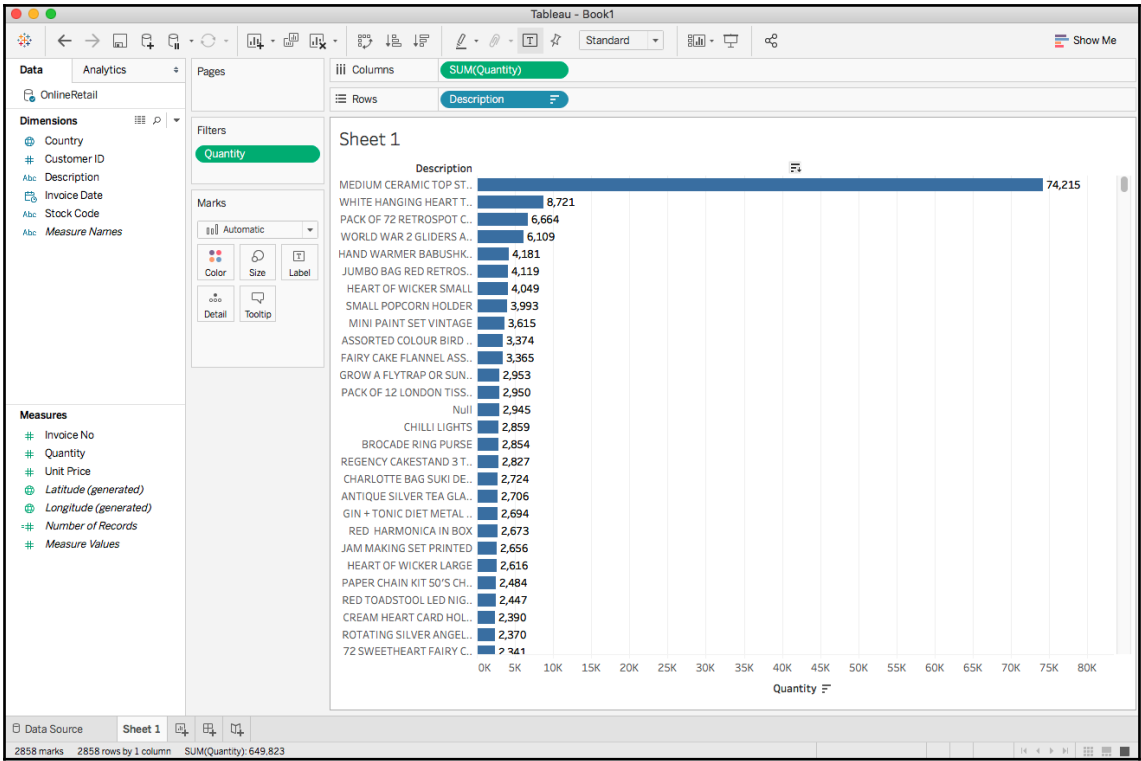 Tableau - Book1
Standard
Show Me
Data Analytics
OnlineRetail
Dimensions
Country
Customer ID
Abc Description
Invoice Date
Abc Stock Code
Abc Measure Names
Measures
Invoice No
Quantity
Unit Price
Latitude (generated)
Longitude (generated)
Number of Records
Measure Values
Pages
Filters
Quantity
Marks
Automatic
Color Size Label
Detail Tooltip
iii Columns SUM(Quantity)
Rows Description
Sheet 1
Description
MEDIUM CERAMIC TOP ST.. 74,215
WHITE HANGING HEART T.. 8,721
PACK OF 72 RETROSPOT C.. 6,664
WORLD WAR 2 GLIDERS A.. 6,109
HAND WARMER BABUSHK.. 4,181
JUMBO BAG RED RETROS.. 4,119
HEART OF WICKER SMALL 4,049
SMALL POPCORN HOLDER 3,993
MINI PAINT SET VINTAGE 3,615
ASSORTED COLOUR BIRD .. 3,374
FAIRY CAKE FLANNEL ASS.. 3,365
GROW A FLYTRAP OR SUN.. 2,953
PACK OF 12 LONDON TISS.. 2,950
Null 2,945
CHILLI LIGHTS 2,859
BROCADE RING PURSE 2,854
REGENCY CAKESTAND 3 T.. 2,827
CHARLOTTE BAG SUKI DE.. 2,724
ANTIQUE SILVER TEA GLA.. 2,706
GIN + TONIC DIET METAL .. 2,694
RED HARMONICA IN BOX 2,673
JAM MAKING SET PRINTED 2,656
HEART OF WICKER LARGE 2,616
PAPER CHAIN KIT 50'S CH.. 2,484
RED TOADSTOOL LED NIG.. 2,447
CREAM HEART CARD HOL.. 2,390
ROTATING SILVER ANGEL.. 2,370
72 SWEETHEART FAIRY C.. 2,341
0K 5K 10K 15K 20K 25K 30K 35K 40K 45K 50K 55K 60K 65K 70K 75K 80K
Quantity
Data Source Sheet 1
2858 marks 2858 rows by 1 column SUM(Quantity): 649,823